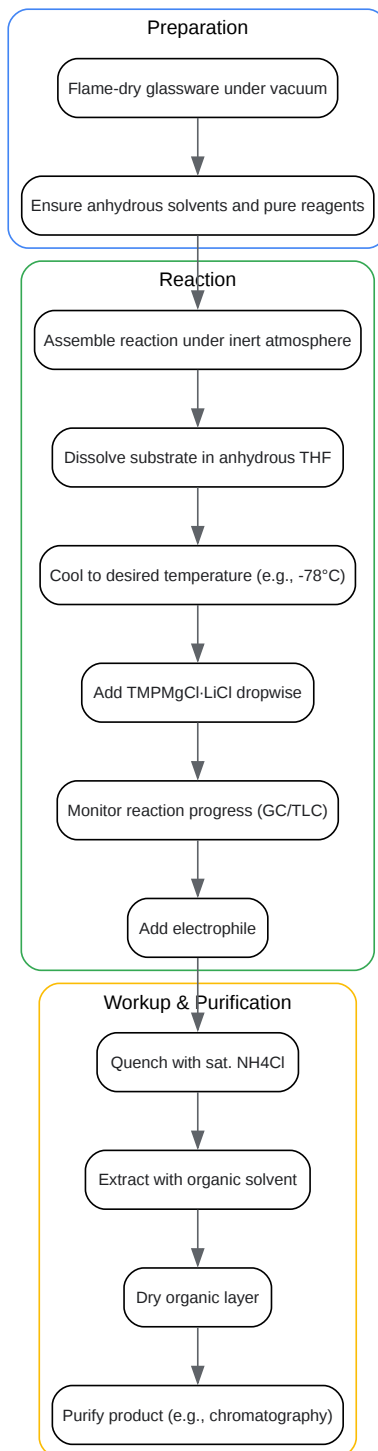 Preparation
Flame-dry glassware under vacuum
Ensure anhydrous solvents and pure reagents
Reaction
Assemble reaction under inert atmosphere
Dissolve substrate in anhydrous THF
Cool to desired temperature (e.g., -78°C)
Add TMPMgCl·LiCl dropwise
Monitor reaction progress (GC/TLC)
Add electrophile
Workup & Purification
Quench with sat. NH4Cl
Extract with organic solvent
Dry organic layer
Purify product (e.g., chromatography)